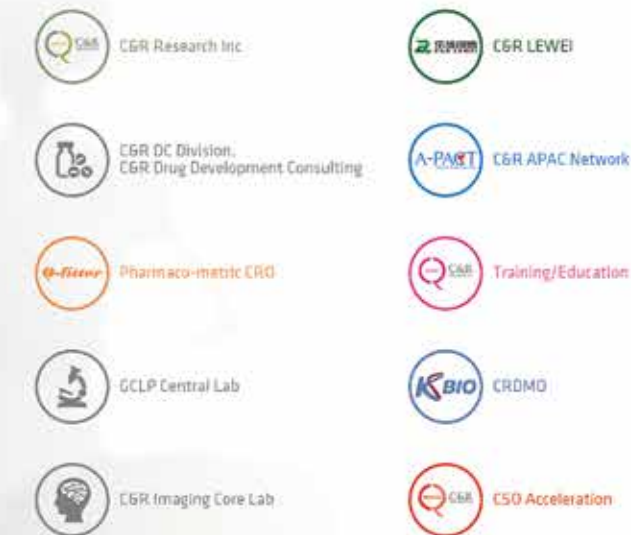 C&R
C&R Research Inc
C&R LEWEI
C&R DC Division,
C&R Drug Development Consulting
A-PACT
C&R APAC Network
Q-fitter
Pharmaco-metric CRO
C&R
Training/Education
GCLP Central Lab
KBIO
CRDMO
C&R Imaging Core Lab
C&R
CSO Acceleration